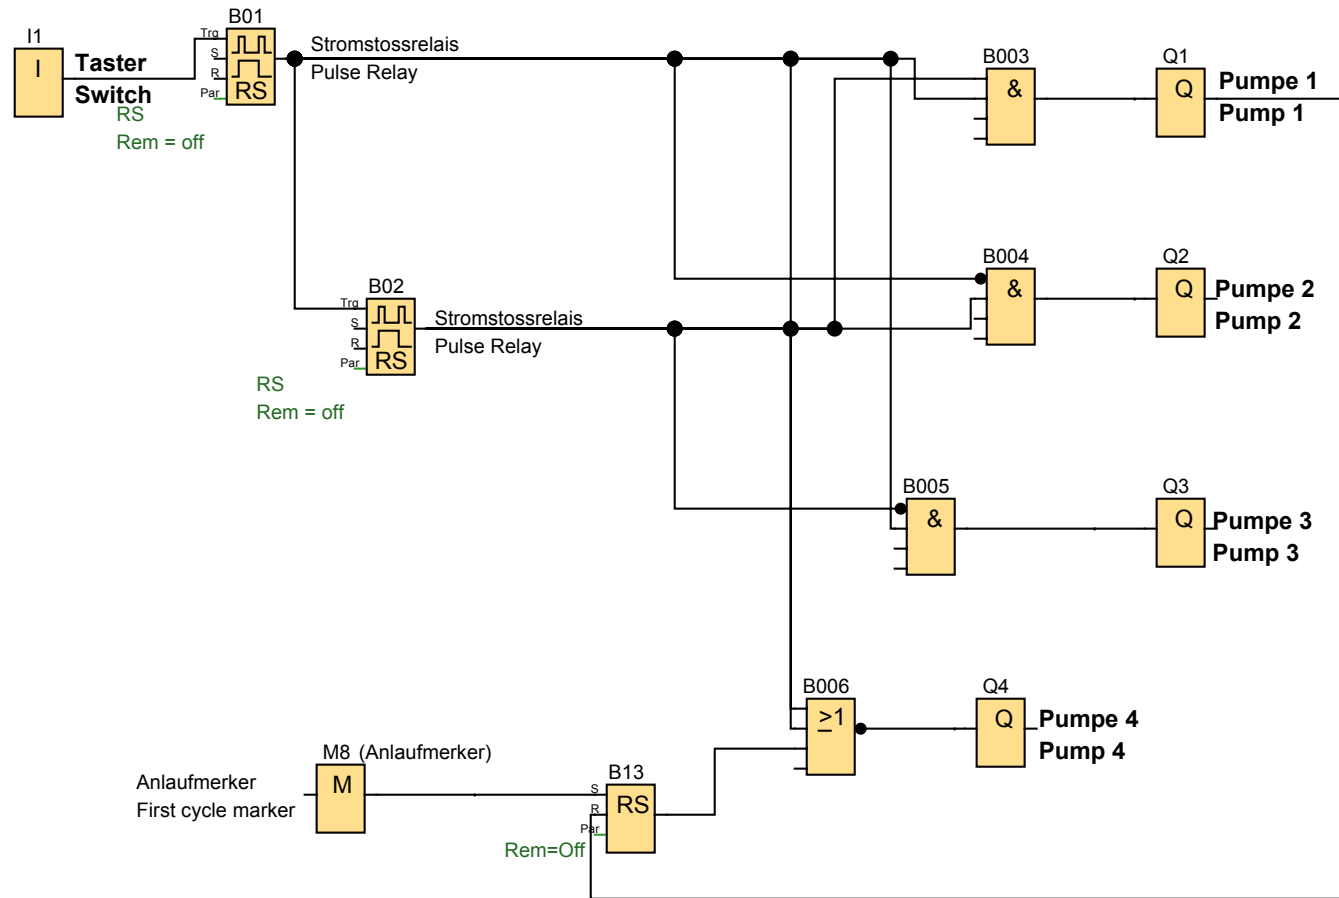 I1
I
Taster
Switch
B01
Trg
S
R
Par
RS
RS
Rem = off
Stromstossrelais
Pulse Relay
B003
&
Q1
Q
Pumpe 1
Pump 1
B02
Trg
S
R
Par
RS
RS
Rem = off
Stromstossrelais
Pulse Relay
B004
&
Q2
Q
Pumpe 2
Pump 2
B005
&
Q3
Q
Pumpe 3
Pump 3
B006
≥1
Q4
Q
Pumpe 4
Pump 4
M8 (Anlaufmerker)
M
Anlaufmerker
First cycle marker
B13
S
R
Par
RS
Rem=Off